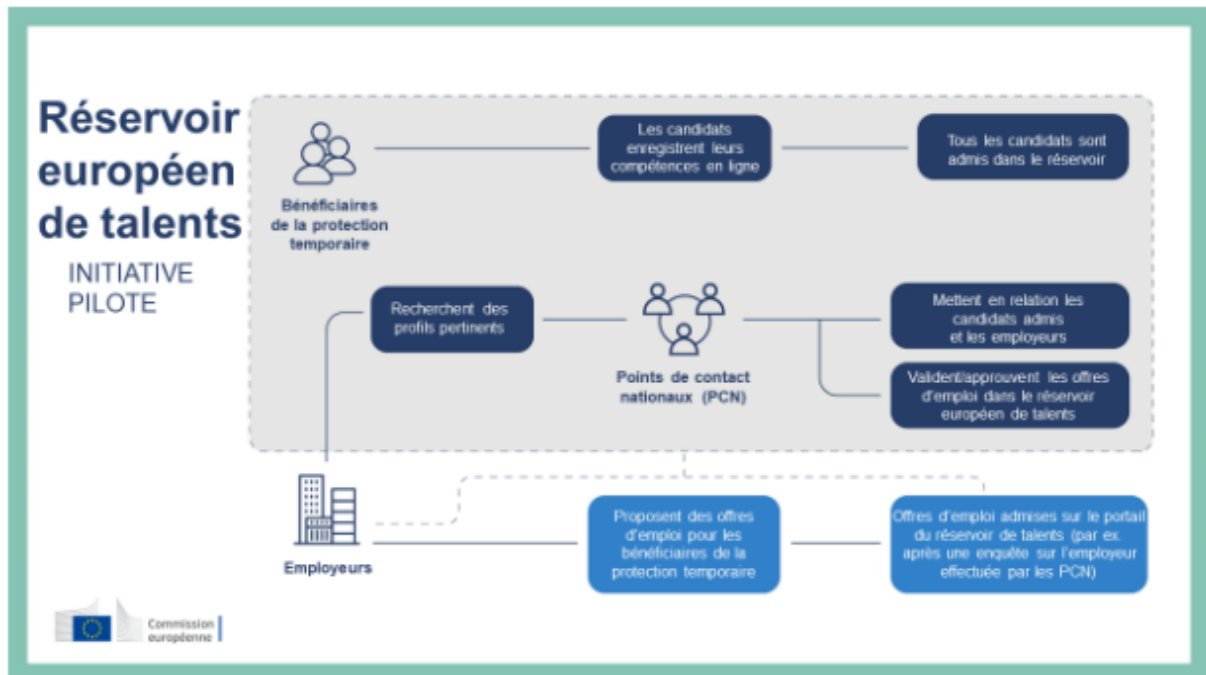 Réservoir
européen
de talents
INITIATIVE
PILOTE
Bénéficiaires
de la protection
temporaire
Les candidats
enregistrent leurs
compétences en ligne
Tous les candidats sont
admis dans le réservoir
Recherchent des
profils pertinents
Points de contact
nationaux (PCN)
Mettent en relation les
candidats admis
et les employeurs
Valident/approuvent les offres
d'emploi dans le réservoir
européen de talents
Employeurs
Proposent des offres
d'emploi pour les
bénéficiaires de la
protection temporaire
Offres d'emploi admises sur le portail
du réservoir de talents (par ex.
après une enquête sur l'employeur
effectuée par les PCN)
Commission
européenne